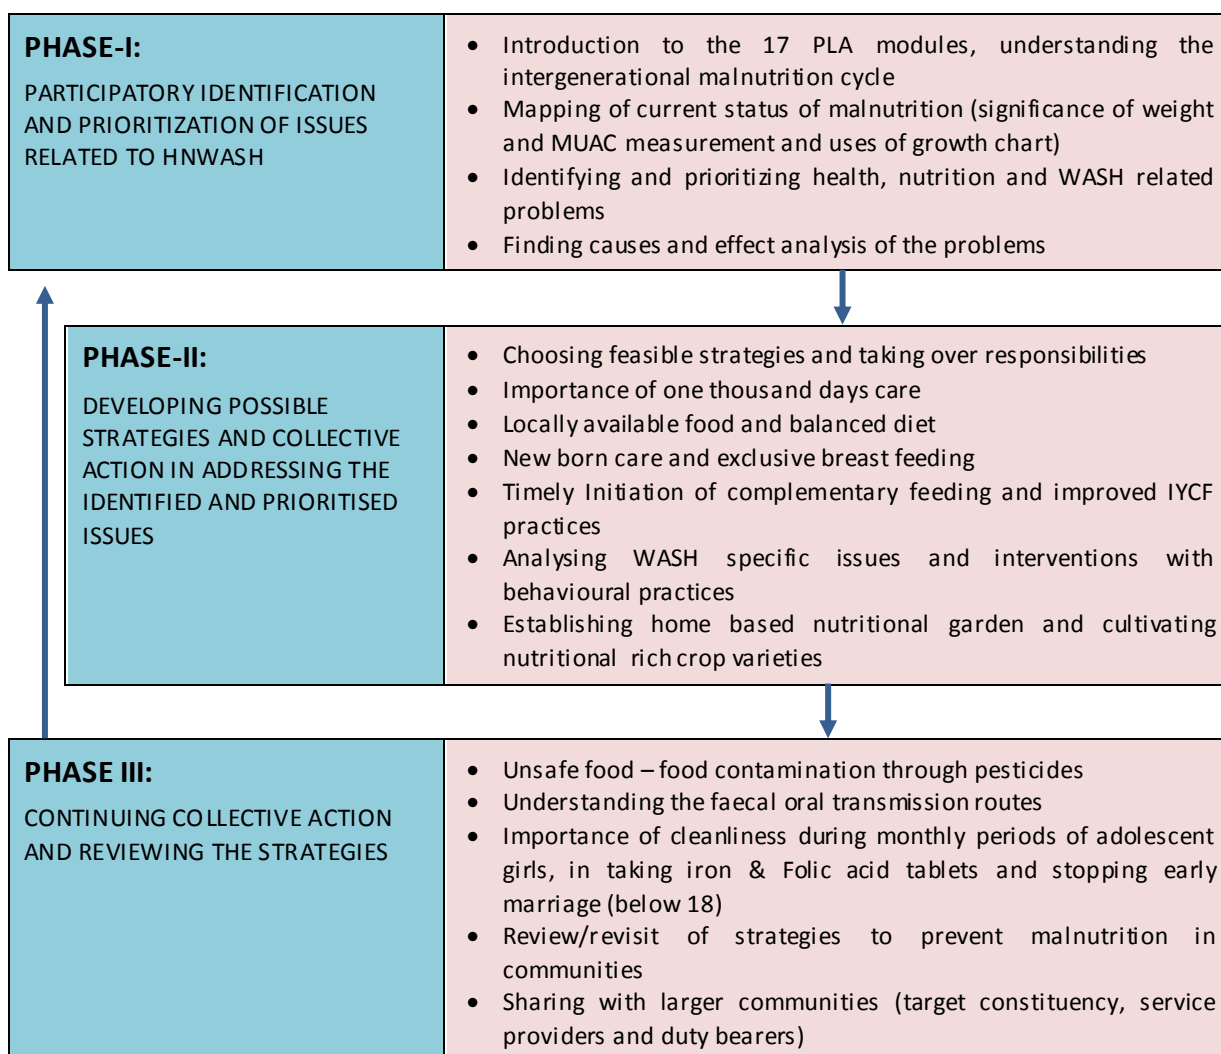 PHASE-I:
PARTICIPATORY IDENTIFICATION
AND PRIORITIZATION OF ISSUES
RELATED TO HNWASH
• Introduction to the 17 PLA modules, understanding the
intergenerational malnutrition cycle
• Mapping of current status of malnutrition (significance of weight
and MUAC measurement and uses of growth chart)
• Identifying and prioritizing health, nutrition and WASH related
problems
• Finding causes and effect analysis of the problems
PHASE-II:
DEVELOPING POSSIBLE
STRATEGIES AND COLLECTIVE
ACTION IN ADDRESSING THE
IDENTIFIED AND PRIORITISED
ISSUES
• Choosing feasible strategies and taking over responsibilities
• Importance of one thousand days care
• Locally available food and balanced diet
• New born care and exclusive breast feeding
• Timely Initiation of complementary feeding and improved IYCF
practices
• Analysing WASH specific issues and interventions with
behavioural practices
• Establishing home based nutritional garden and cultivating
nutritional rich crop varieties
PHASE III:
CONTINUING COLLECTIVE ACTION
AND REVIEWING THE STRATEGIES
• Unsafe food – food contamination through pesticides
• Understanding the faecal oral transmission routes
• Importance of cleanliness during monthly periods of adolescent
girls, in taking iron & Folic acid tablets and stopping early
marriage (below 18)
• Review/revisit of strategies to prevent malnutrition in
communities
• Sharing with larger communities (target constituency, service
providers and duty bearers)